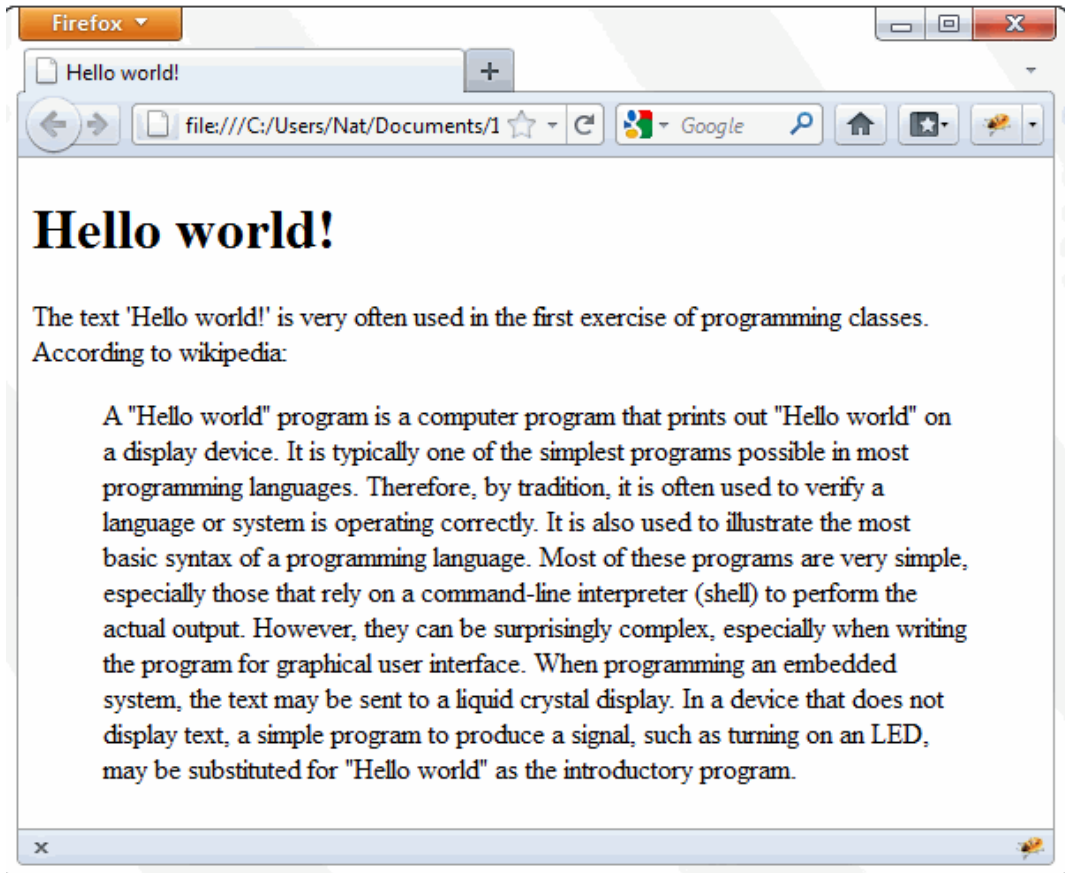 Firefox
Hello world!
file:///C:/Users/Nat/Documents/1
Google
Hello world!
The text 'Hello world!' is very often used in the first exercise of programming classes.
According to wikipedia:
A "Hello world" program is a computer program that prints out "Hello world" on
a display device. It is typically one of the simplest programs possible in most
programming languages. Therefore, by tradition, it is often used to verify a
language or system is operating correctly. It is also used to illustrate the most
basic syntax of a programming language. Most of these programs are very simple,
especially those that rely on a command-line interpreter (shell) to perform the
actual output. However, they can be surprisingly complex, especially when writing
the program for graphical user interface. When programming an embedded
system, the text may be sent to a liquid crystal display. In a device that does not
display text, a simple program to produce a signal, such as turning on an LED,
may be substituted for "Hello world" as the introductory program.